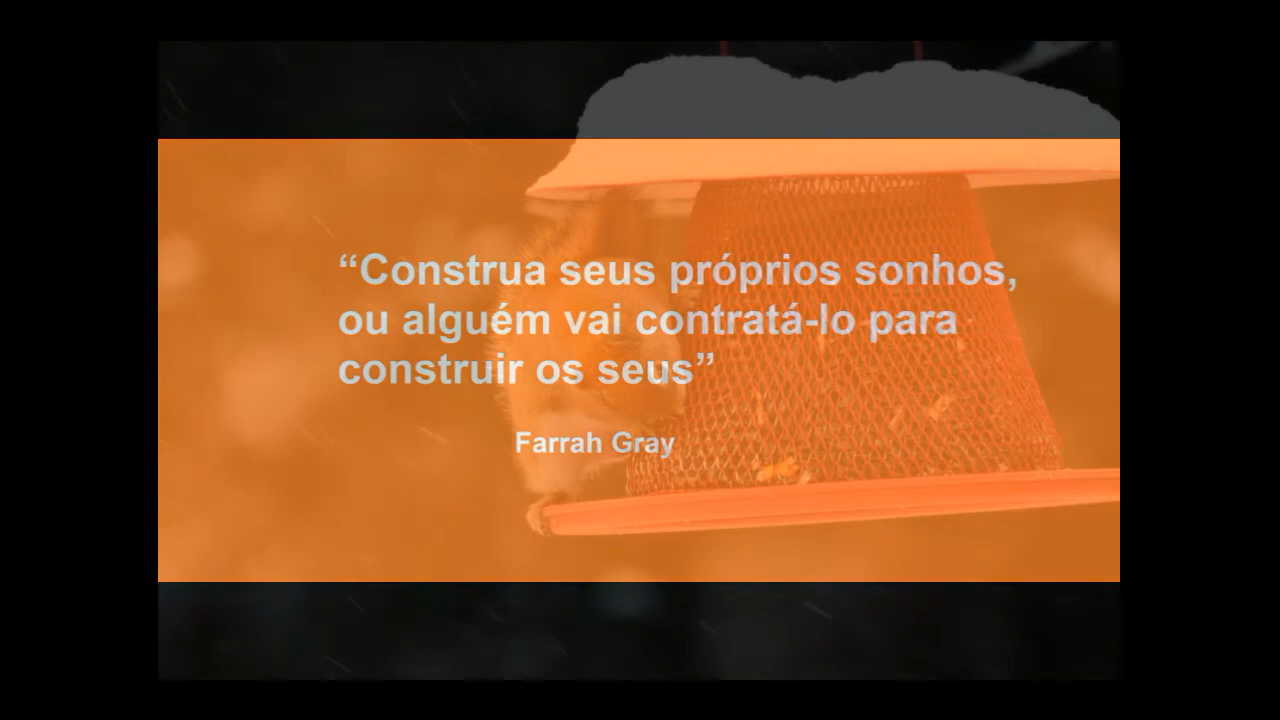 “Construa seus próprios sonhos,
ou alguém vai contratá-lo para
construir os seus”
Farrah Gray